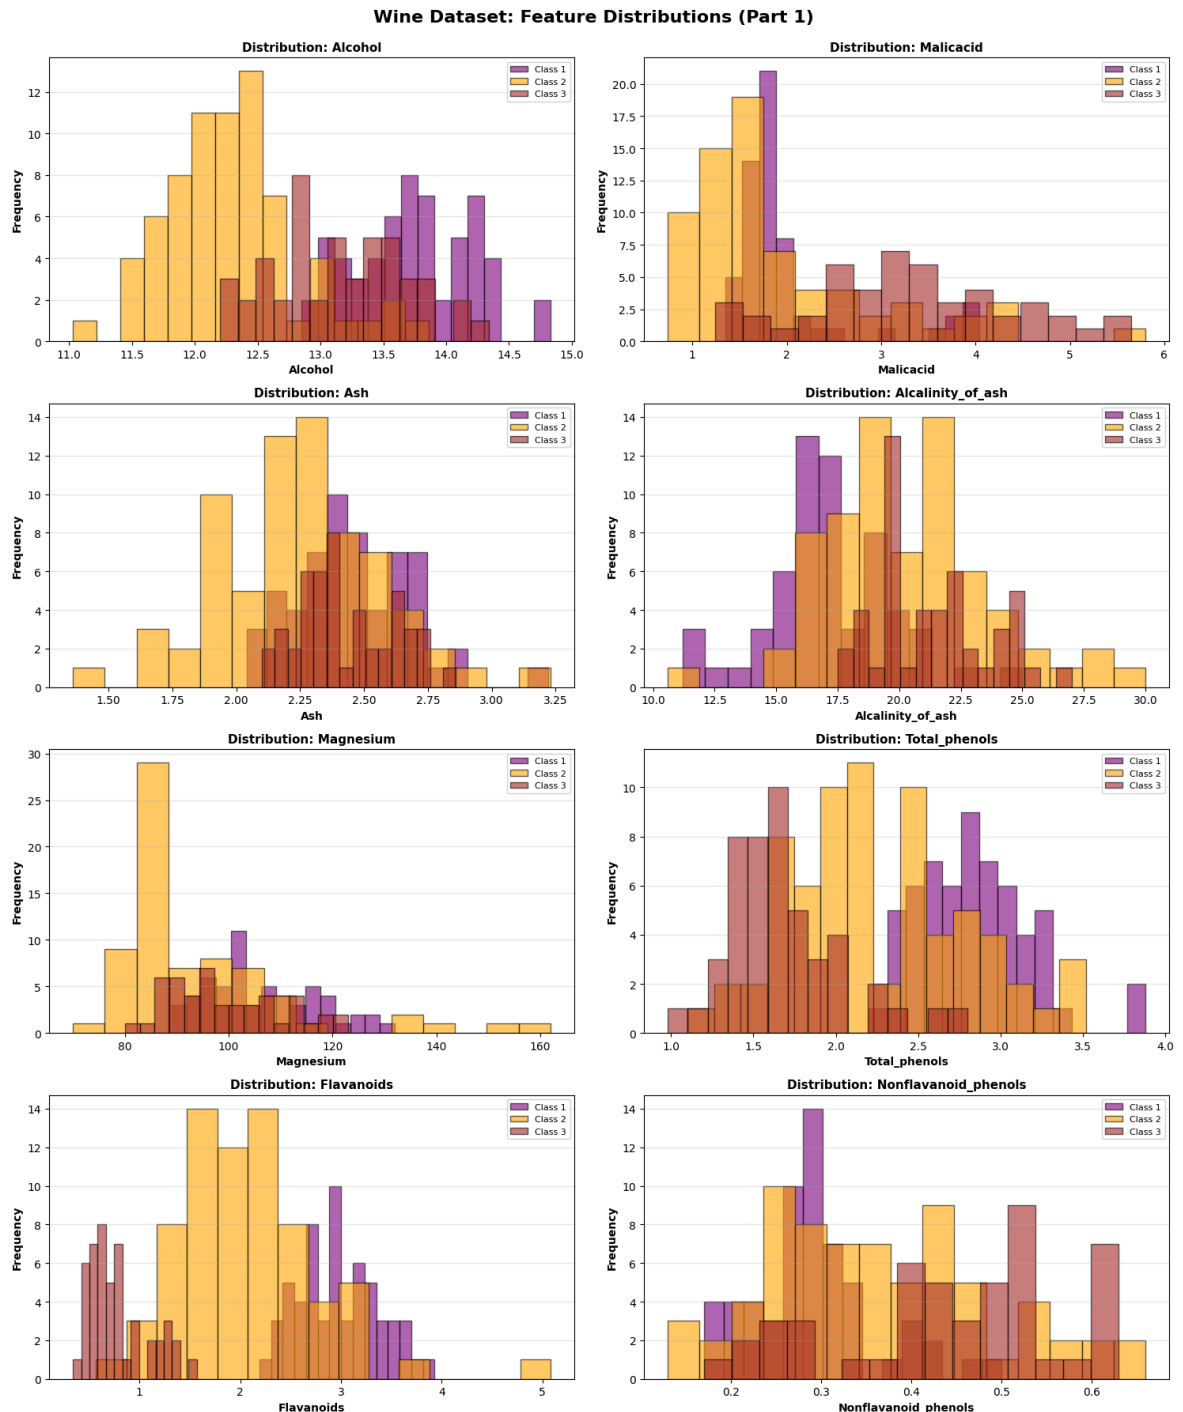 Wine Dataset: Feature Distributions (Part 1)
Distribution: Alcohol
Frequency
12
10
8
6
4
2
0
11.0 11.5 12.0 12.5 13.0 13.5 14.0 14.5 15.0
Alcohol
Class 1
Class 2
Class 3
Distribution: Malicacid
Frequency
20.0
17.5
15.0
12.5
10.0
7.5
5.0
2.5
0.0
1 2 3 4 5 6
Malicacid
Class 1
Class 2
Class 3
Distribution: Ash
Frequency
14
12
10
8
6
4
2
0
1.50 1.75 2.00 2.25 2.50 2.75 3.00 3.25
Ash
Class 1
Class 2
Class 3
Distribution: Alcalinity_of_ash
Frequency
14
12
10
8
6
4
2
0
10.0 12.5 15.0 17.5 20.0 22.5 25.0 27.5 30.0
Alcalinity_of_ash
Class 1
Class 2
Class 3
Distribution: Magnesium
Frequency
30
25
20
15
10
5
0
80 100 120 140 160
Magnesium
Class 1
Class 2
Class 3
Distribution: Total_phenols
Frequency
10
8
6
4
2
0
1.0 1.5 2.0 2.5 3.0 3.5 4.0
Total_phenols
Class 1
Class 2
Class 3
Distribution: Flavanoids
Frequency
14
12
10
8
6
4
2
0
1 2 3 4 5
Flavanoids
Class 1
Class 2
Class 3
Distribution: Nonflavanoid_phenols
Frequency
14
12
10
8
6
4
2
0
0.2 0.3 0.4 0.5 0.6
Nonflavanoid_phenols
Class 1
Class 2
Class 3